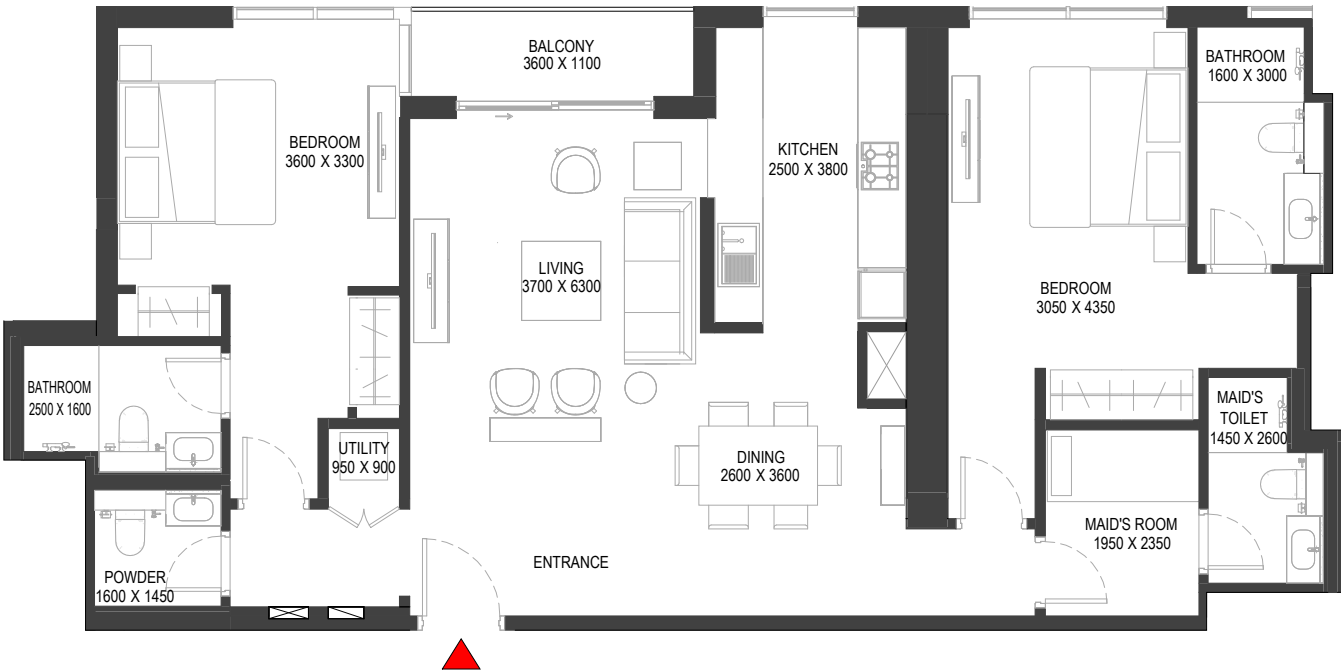 BALCONY
3600 X 1100
BATHROOM
1600 X 3000
BEDROOM
3600 X 3300
KITCHEN
2500 X 3800
LIVING
3700 X 6300
BEDROOM
3050 X 4350
BATHROOM
2500 X 1600
MAID'S
TOILET
1450 X 2600
UTILITY
950 X 900
DINING
2600 X 3600
MAID'S ROOM
1950 X 2350
ENTRANCE
POWDER
1600 X 1450